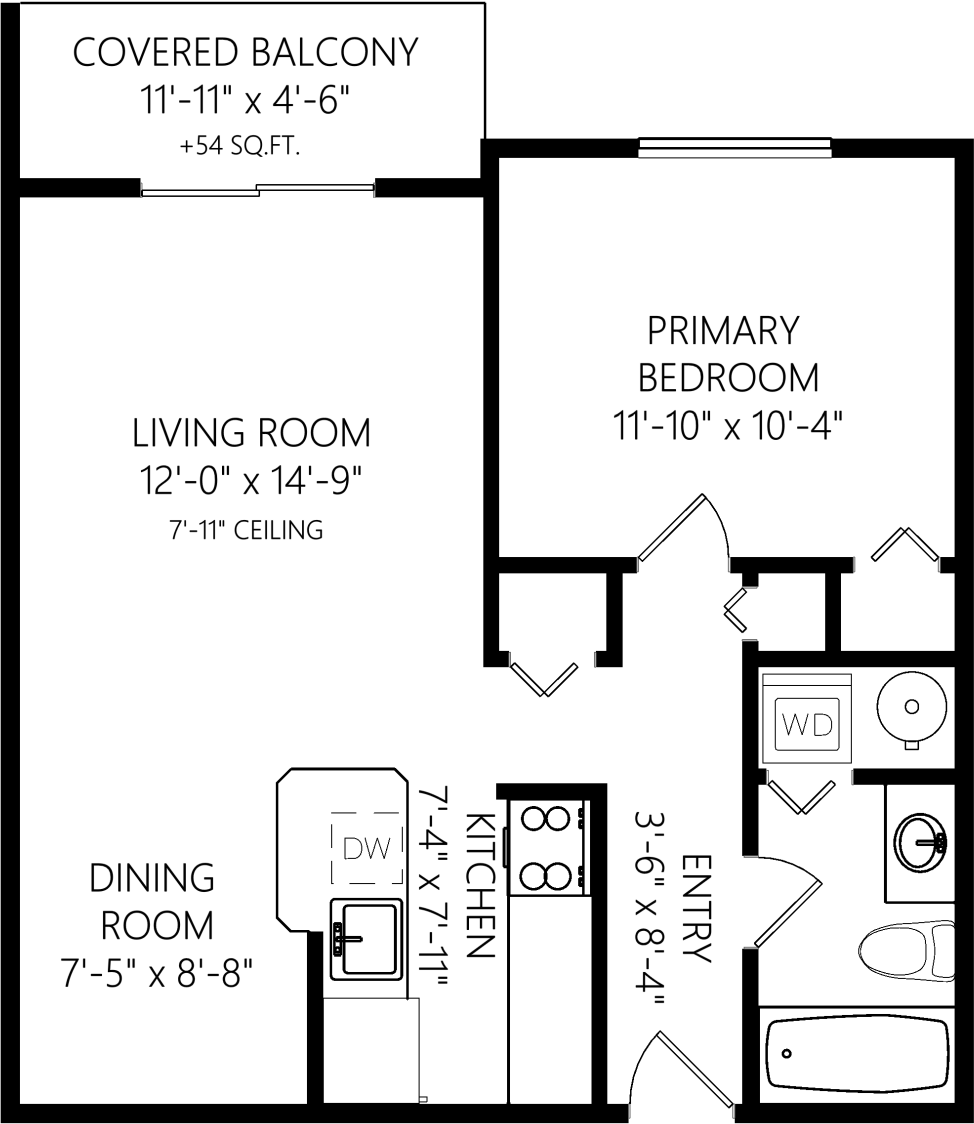 COVERED BALCONY
11'-11" x 4'-6"
+54 SQ.FT.
PRIMARY
BEDROOM
11'-10" x 10'-4"
LIVING ROOM
12'-0" x 14'-9"
7'-11" CEILING
WD
DW
KITCHEN
7'-4" x 7'-11"
ENTRY
3'-6" x 8'-4"
DINING
ROOM
7'-5" x 8'-8"